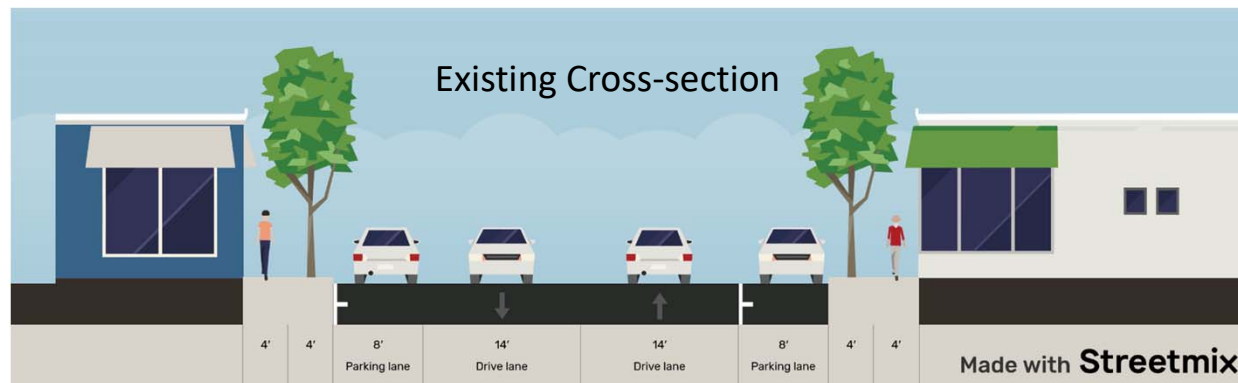 Existing Cross-section
4' 4' 8' 14' 14' 8' 4' 4'
Parking lane Drive lane Drive lane Parking lane
Made with Streetmix